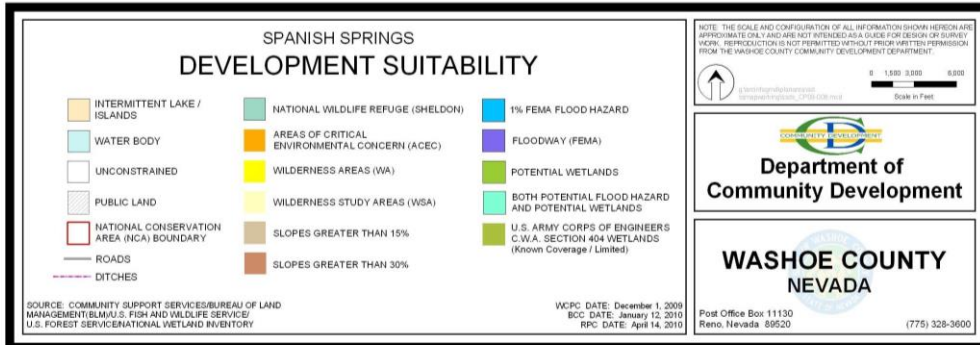 SPANISH SPRINGS
DEVELOPMENT SUITABILITY
INTERMITTENT LAKE /
ISLANDS
WATER BODY
UNCONSTRAINED
PUBLIC LAND
NATIONAL CONSERVATION
AREA (NCA) BOUNDARY
ROADS
DITCHES
NATIONAL WILDLIFE REFUGE (SHELDON)
AREAS OF CRITICAL
ENVIRONMENTAL CONCERN (ACEC)
WILDERNESS AREAS (WA)
WILDERNESS STUDY AREAS (WSA)
SLOPES GREATER THAN 15%
SLOPES GREATER THAN 30%
1% FEMA FLOOD HAZARD
FLOODWAY (FEMA)
POTENTIAL WETLANDS
BOTH POTENTIAL FLOOD HAZARD
AND POTENTIAL WETLANDS
U.S. ARMY CORPS OF ENGINEERS
C.W.A. SECTION 404 WETLANDS
(Known Coverage / Limited)
SOURCE: COMMUNITY SUPPORT SERVICES/BUREAU OF LAND
MANAGEMENT(BLM)/U.S. FISH AND WILDLIFE SERVICE/
U.S. FOREST SERVICE/NATIONAL WETLAND INVENTORY
WCPC DATE: December 1, 2009
BCC DATE: January 12, 2010
RPC DATE: April 14, 2010
NOTE: THE SCALE AND CONFIGURATION OF ALL INFORMATION SHOWN HEREON ARE
APPROXIMATE ONLY AND ARE NOT INTENDED AS A GUIDE FOR DESIGN OR SURVEY
WORK. REPRODUCTION IS NOT PERMITTED WITHOUT PRIOR WRITTEN PERMISSION
FROM THE WASHOE COUNTY COMMUNITY DEVELOPMENT DEPARTMENT.
0 1,500 3,000 6,000
Scale in Feet
COMMUNITY DEVELOPMENT
Department of
Community Development
WASHOE COUNTY
NEVADA
Post Office Box 11130
Reno, Nevada 89520
(775) 328-3600